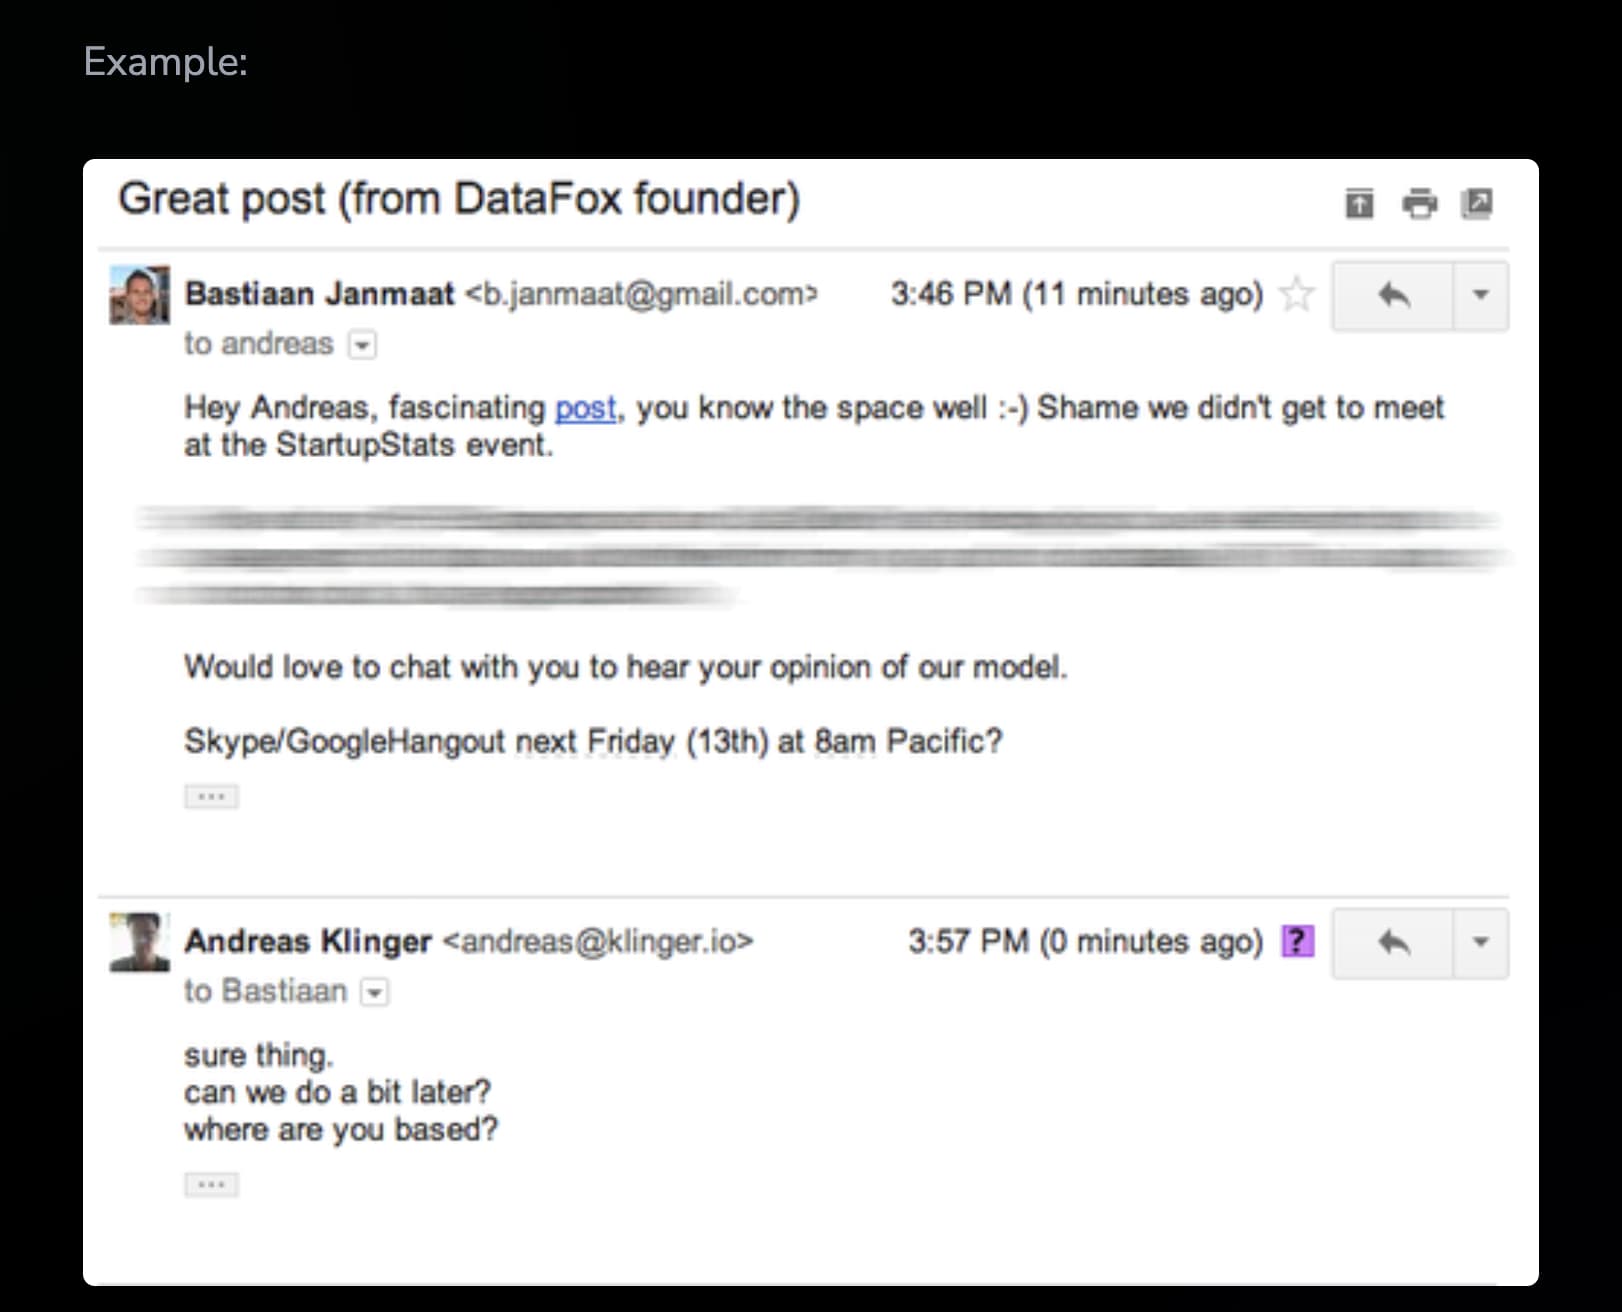 Example:
Great post (from DataFox founder)
Bastiaan Janmaat <b.janmaat@gmail.com> 3:46 PM (11 minutes ago)
to andreas
Hey Andreas, fascinating post, you know the space well :-) Shame we didn't get to meet
at the StartupStats event.
Would love to chat with you to hear your opinion of our model.
Skype/GoogleHangout next Friday (13th) at 8am Pacific?
...
Andreas Klinger <andreas@klinger.io> 3:57 PM (0 minutes ago) ?
to Bastiaan
sure thing.
can we do a bit later?
where are you based?
...